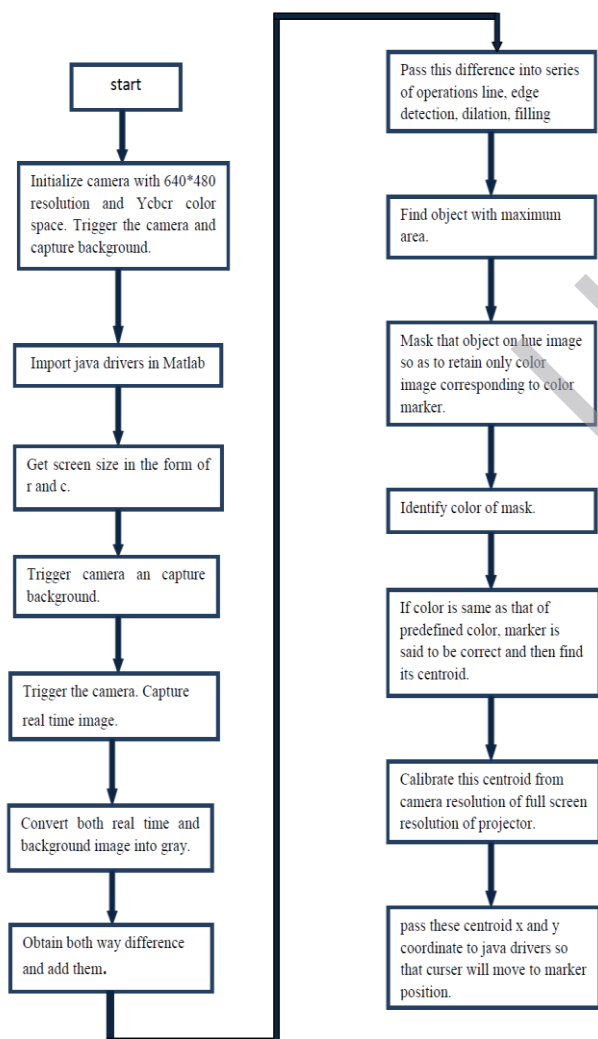 start
Initialize camera with 640*480
resolution and Ycbcr color
space. Trigger the camera and
capture background.
Import java drivers in Matlab
Get screen size in the form of
r and c.
Trigger camera an capture
background.
Trigger the camera. Capture
real time image.
Convert both real time and
background image into gray.
Obtain both way difference
and add them.
Pass this difference into series
of operations line, edge
detection, dilation, filling
Find object with maximum
area.
Mask that object on hue image
so as to retain only color
image corresponding to color
marker.
Identify color of mask.
If color is same as that of
predefined color, marker is
said to be correct and then find
its centroid.
Calibrate this centroid from
camera resolution of full screen
resolution of projector.
pass these centroid x and y
coordinate to java drivers so
that curser will move to marker
position.